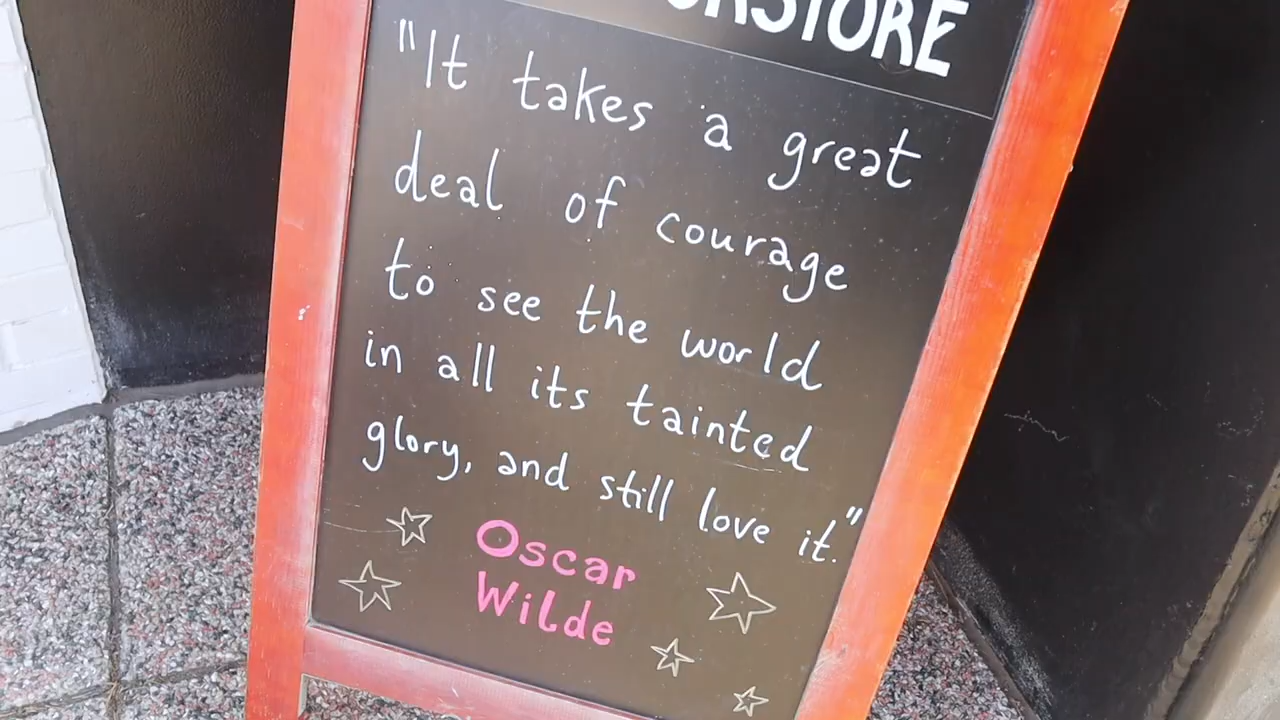 "It takes a great
deal of courage
to see the world
in all its tainted
glory, and still love it."
Oscar
Wilde